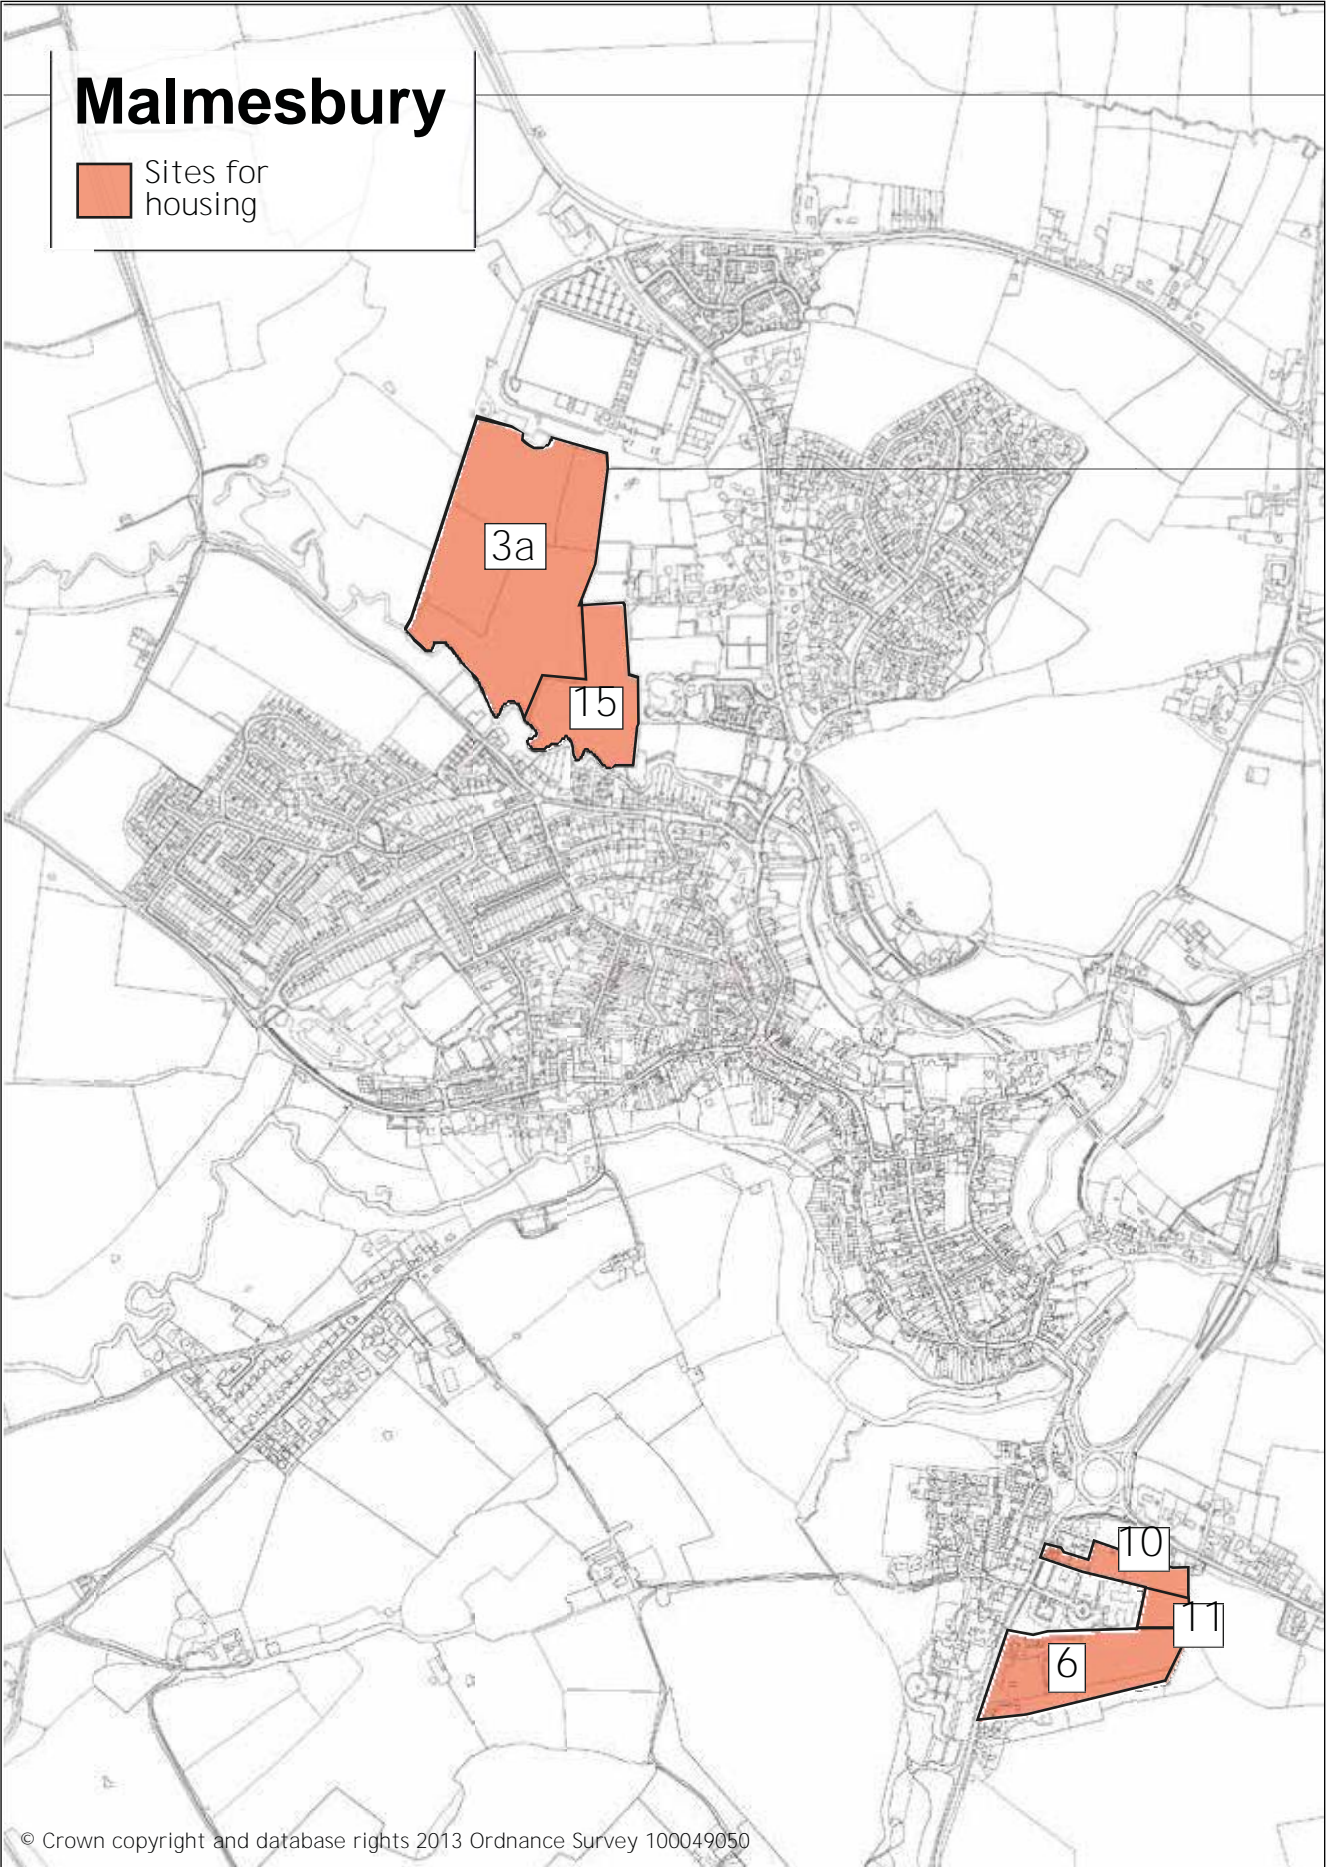 Malmesbury
Sites for
housing
3a
15
10
11
6
© Crown copyright and database rights 2013 Ordnance Survey 100049050